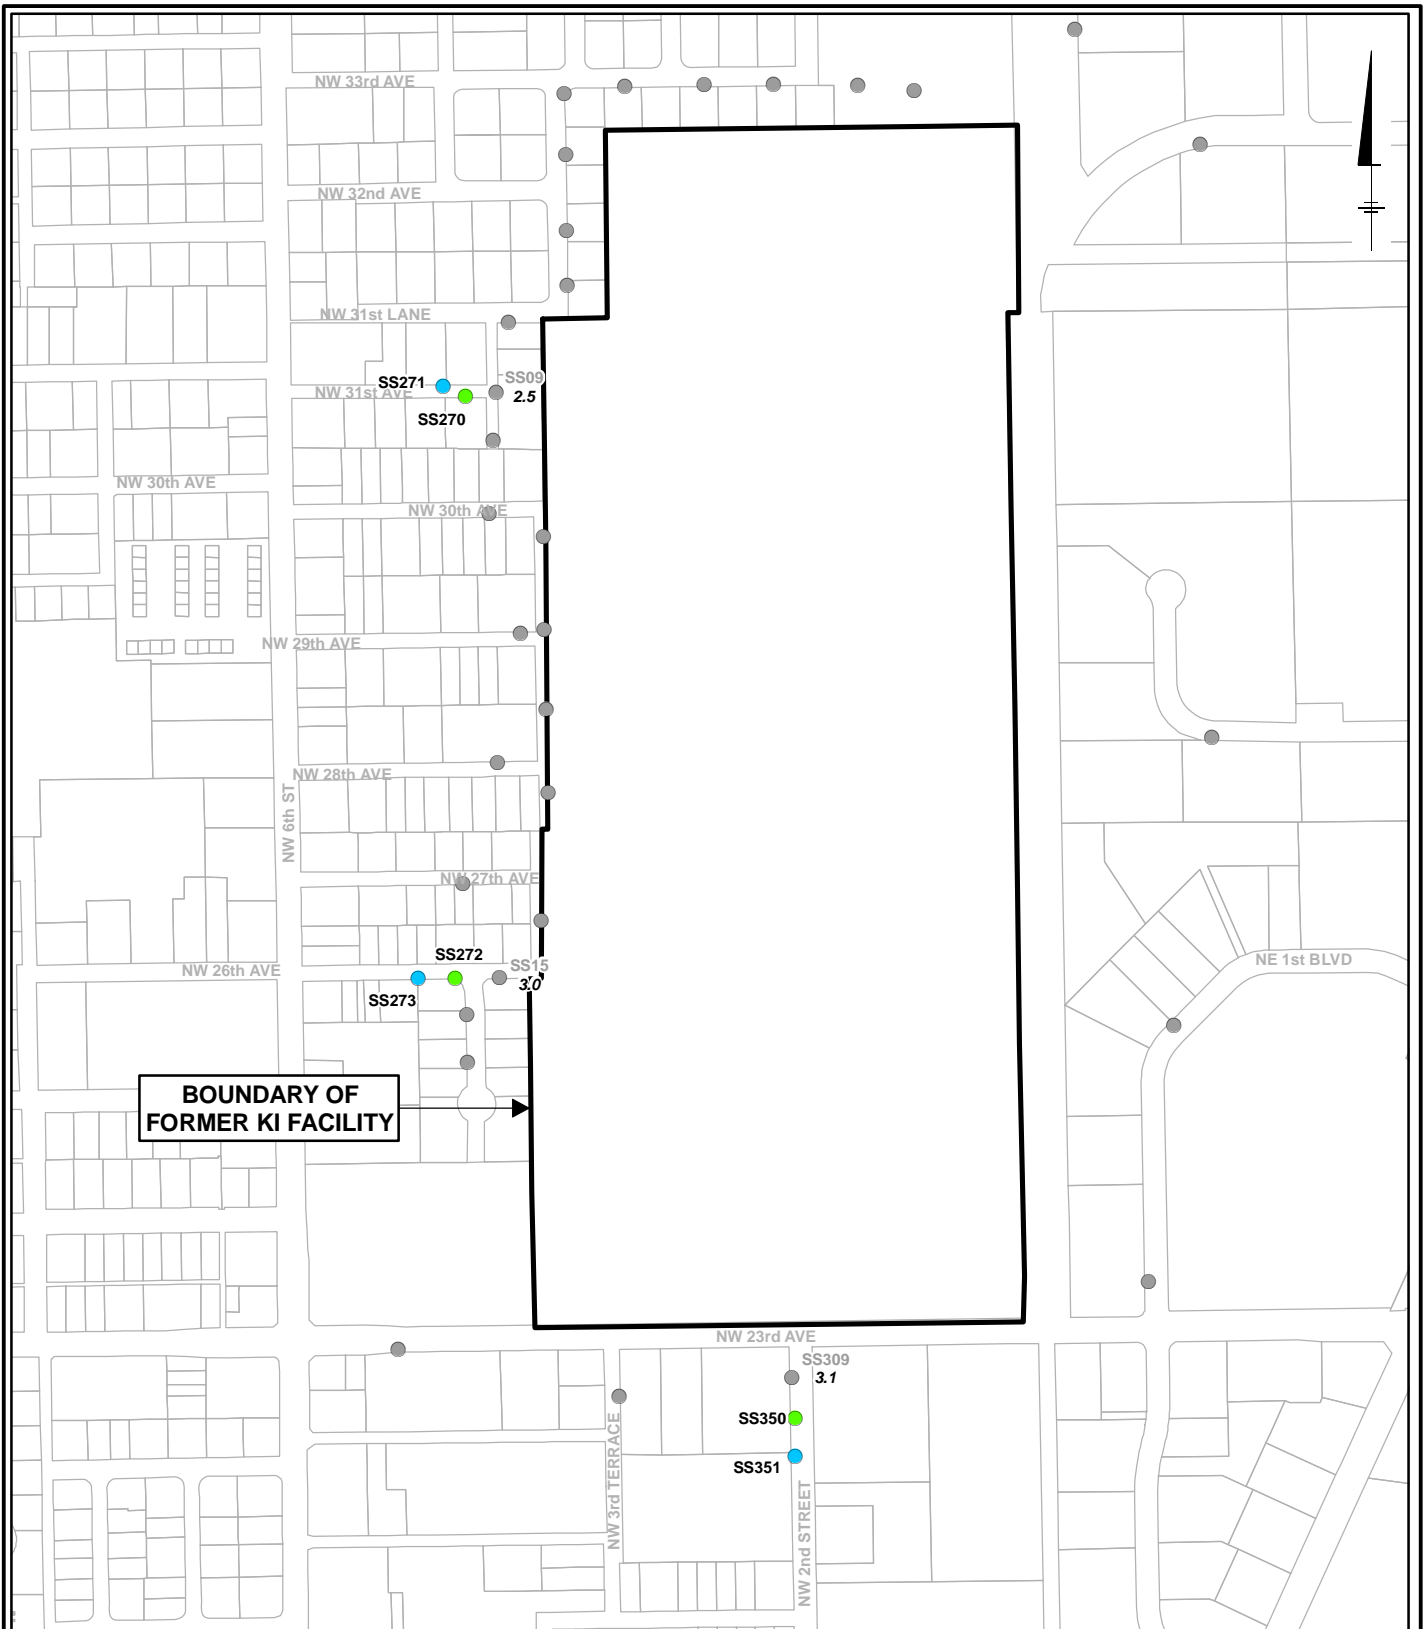 NW 33rd AVE
NW 32nd AVE
NW 31st LANE
SS271
SS09
NW 31st AVE
2.5
SS270
NW 30th AVE
NW 30th AVE
NW 29th AVE
NW 28th AVE
NW 6th ST
NW 27th AVE
SS272
NW 26th AVE
SS15
3.0
SS273
NE 1st BLVD
BOUNDARY OF
FORMER KI FACILITY
NW 23rd AVE
SS309
3.1
SS350
NW 3rd TERRACE
SS351
NW 2nd STREET